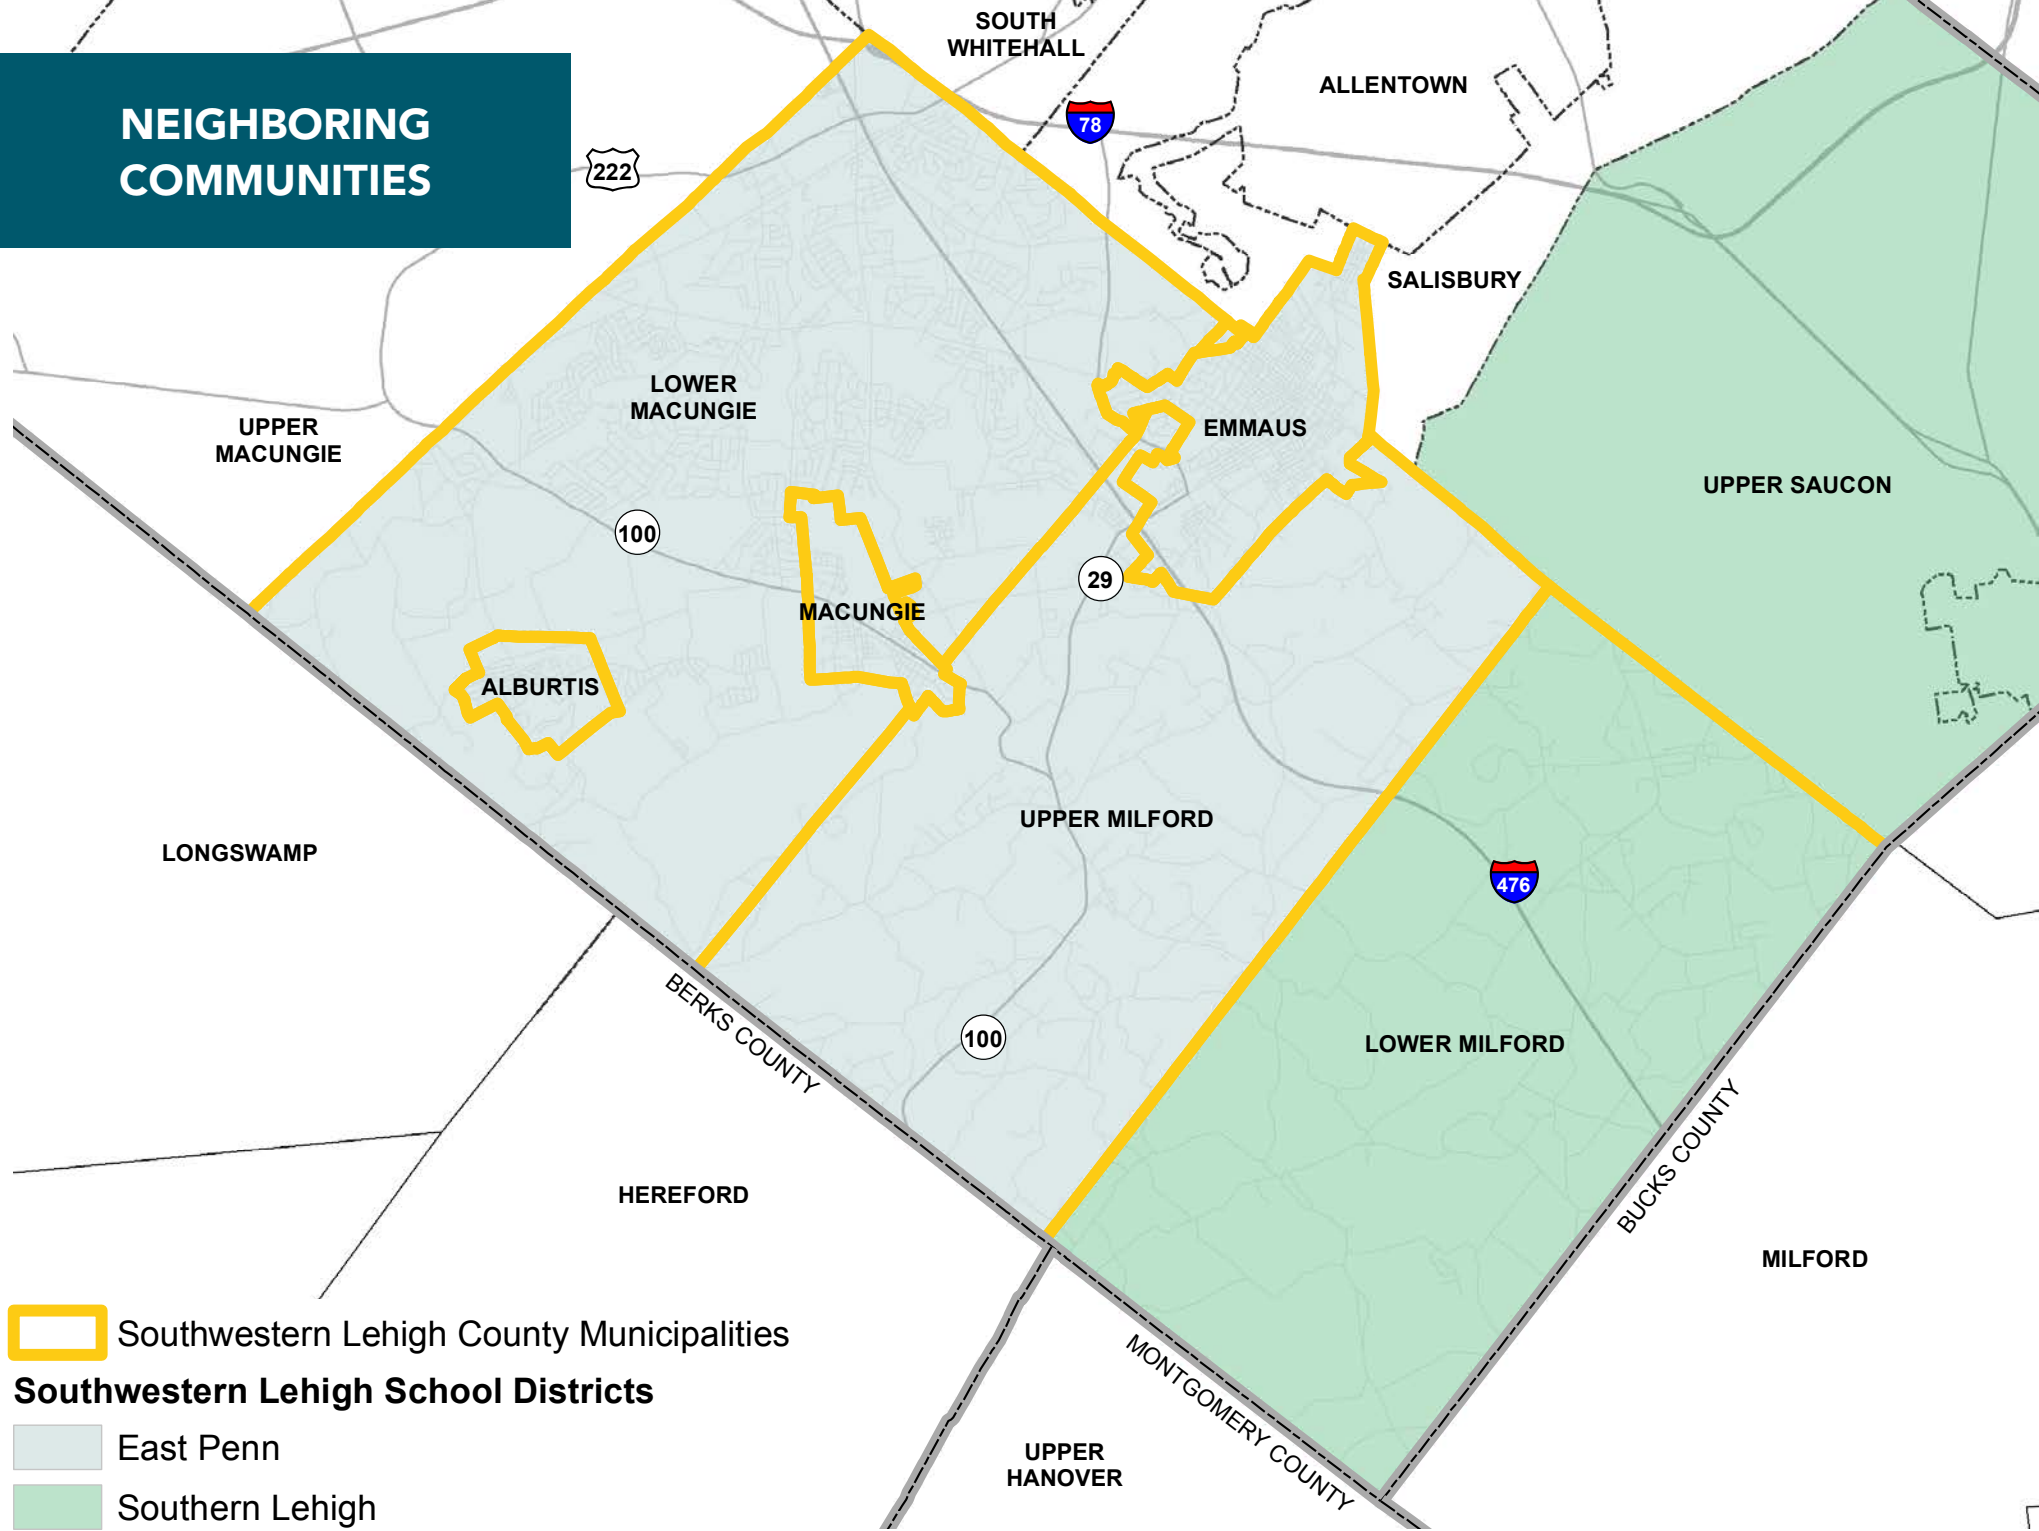 NEIGHBORING
COMMUNITIES
SOUTH
WHITEHALL
ALLENTOWN
78
222
SALISBURY
LOWER
MACUNGIE
UPPER
MACUNGIE
EMMAUS
UPPER SAUCON
100
29
MACUNGIE
ALBURTIS
UPPER MILFORD
LONGSWAMP
476
BERKS COUNTY
100
LOWER MILFORD
BUCKS COUNTY
HEREFORD
MILFORD
MONTGOMERY COUNTY
UPPER
HANOVER
Southwestern Lehigh County Municipalities
Southwestern Lehigh School Districts
East Penn
Southern Lehigh